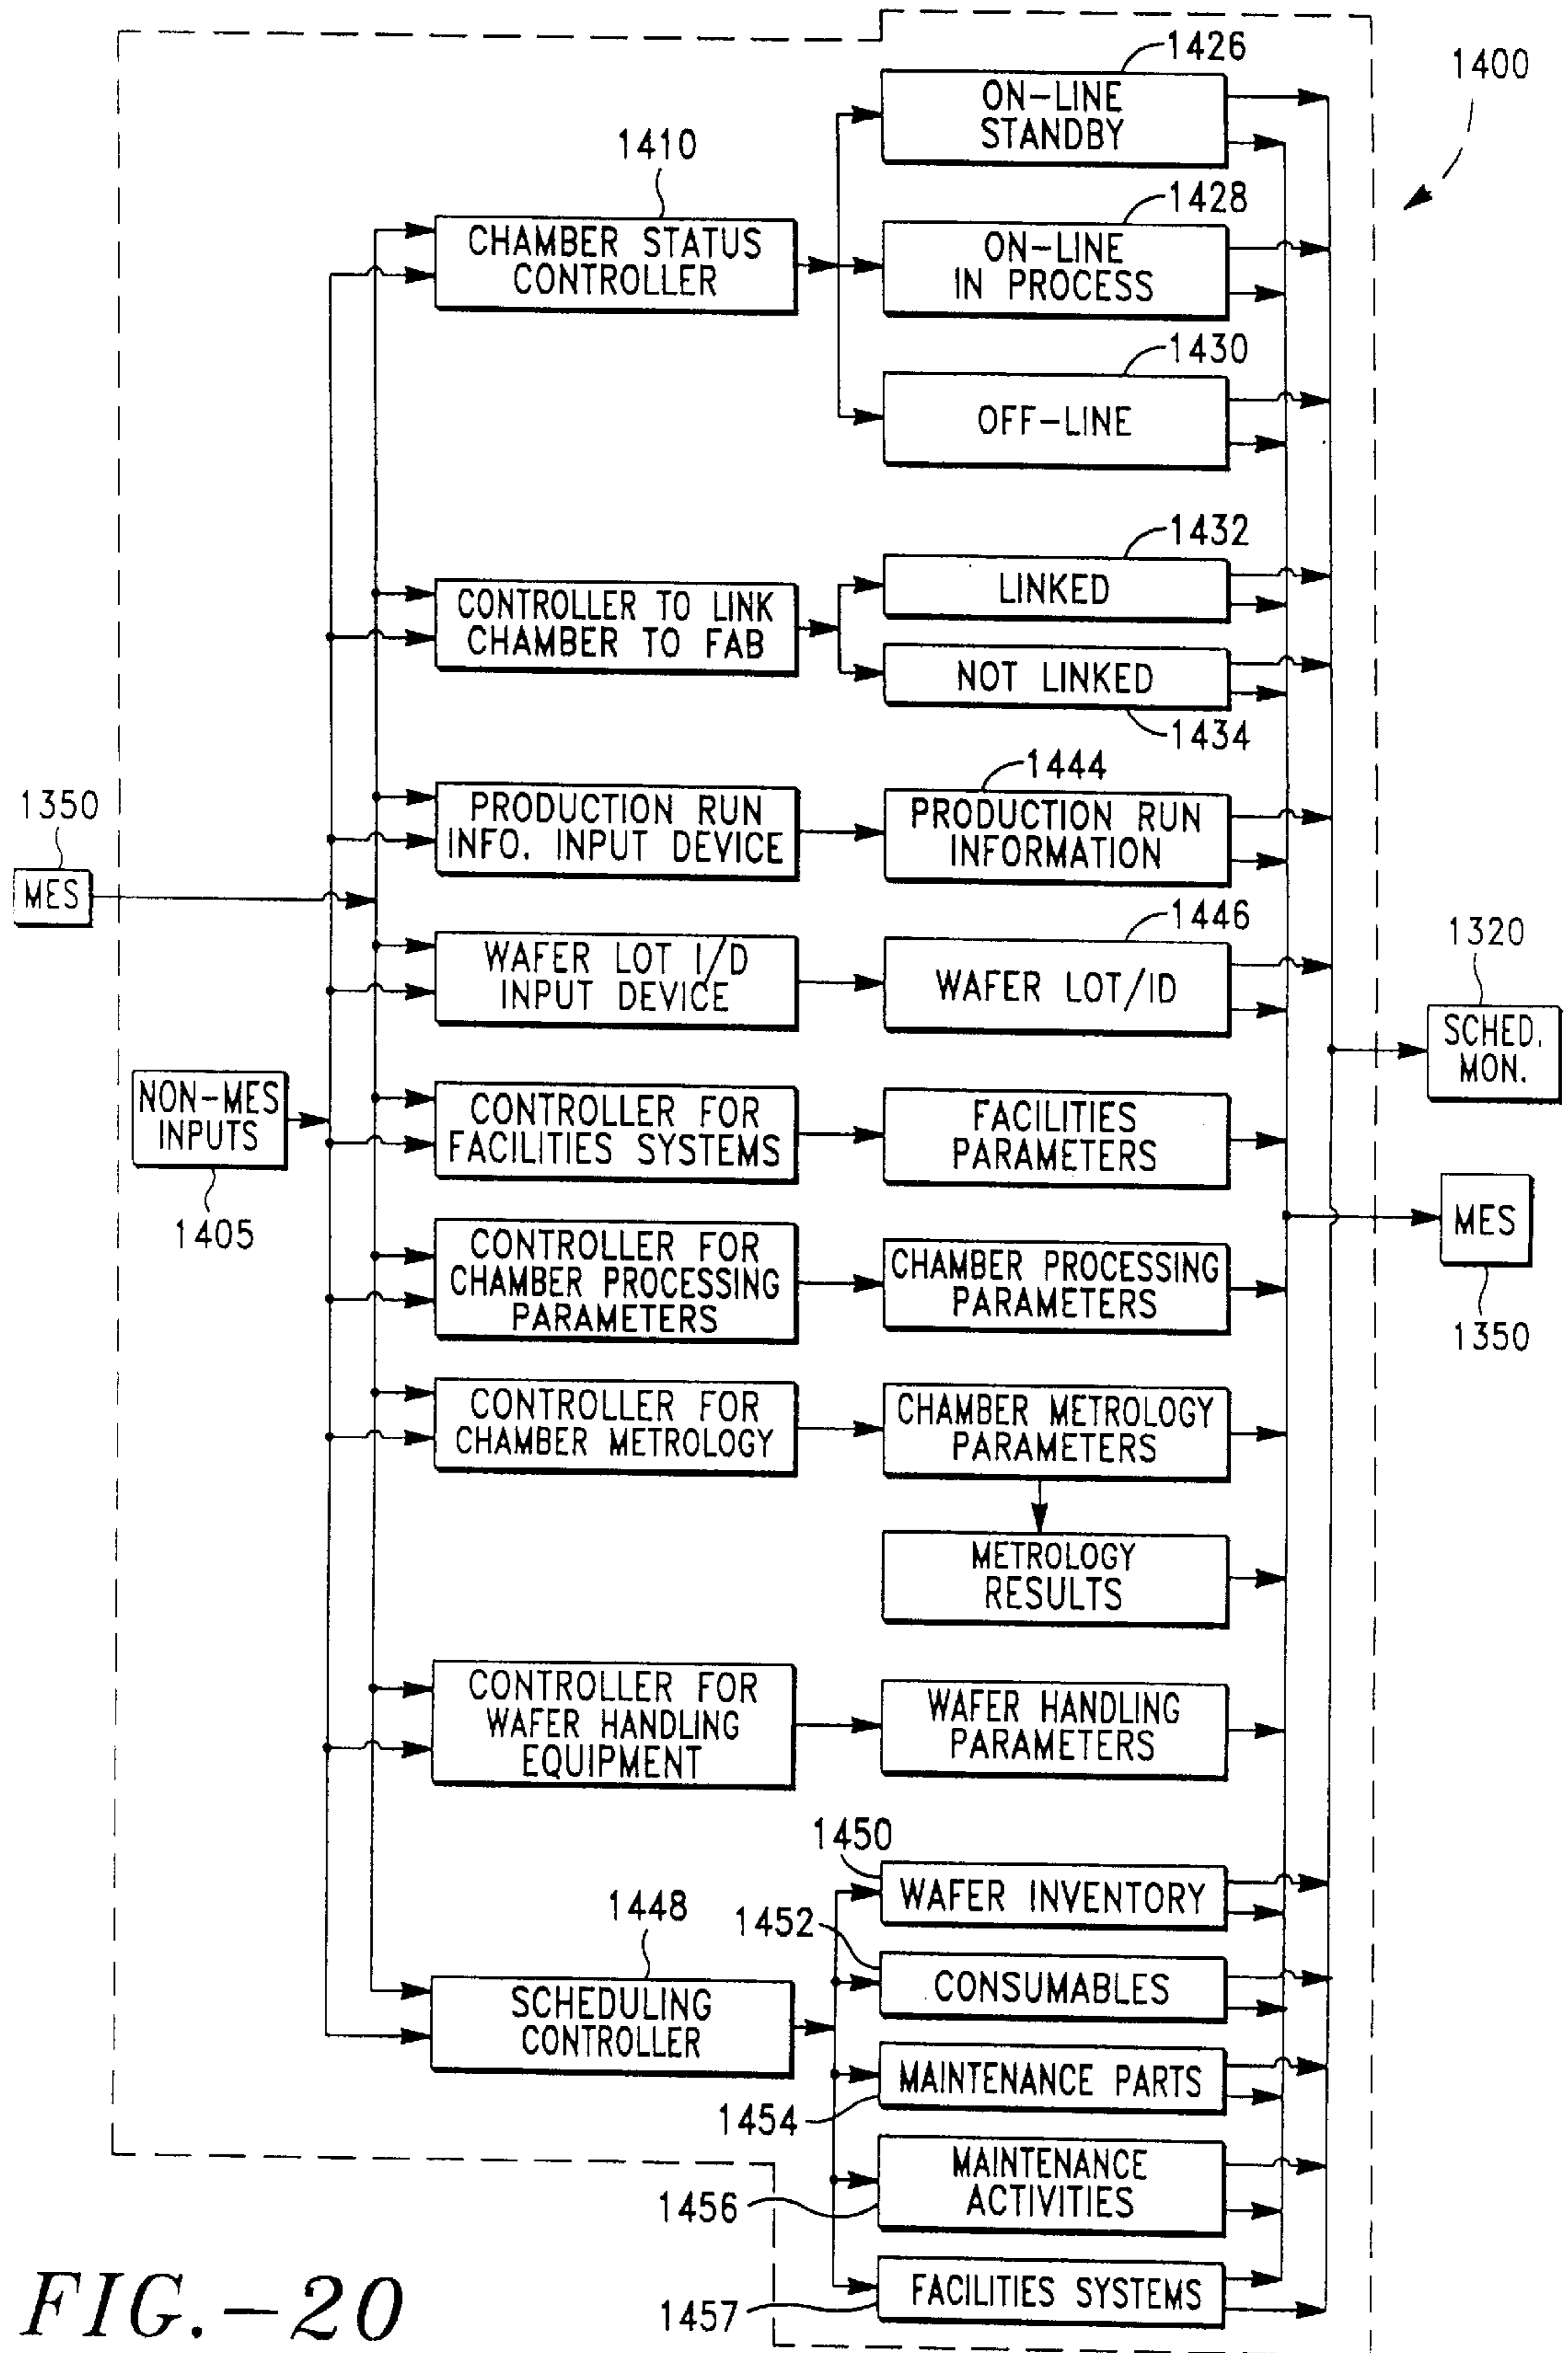 1426
1400
ON-LINE
STANDBY
1410
1428
CHAMBER STATUS
CONTROLLER
ON-LINE
IN PROCESS
1430
OFF-LINE
1432
LINKED
CONTROLLER TO LINK
CHAMBER TO FAB
NOT LINKED
1434
1444
1350
MES
PRODUCTION RUN
INFO. INPUT DEVICE
PRODUCTION RUN
INFORMATION
1446
WAFER LOT I/D
INPUT DEVICE
WAFER LOT/ID
1320
SCHED.
MON.
NON-MES
INPUTS
1405
CONTROLLER FOR
FACILITIES SYSTEMS
FACILITIES
PARAMETERS
MES
1350
CONTROLLER FOR
CHAMBER PROCESSING
PARAMETERS
CHAMBER PROCESSING
PARAMETERS
CONTROLLER FOR
CHAMBER METROLOGY
CHAMBER METROLOGY
PARAMETERS
METROLOGY
RESULTS
CONTROLLER FOR
WAFER HANDLING
EQUIPMENT
WAFER HANDLING
PARAMETERS
1450
WAFER INVENTORY
1448
1452
SCHEDULING
CONTROLLER
CONSUMABLES
MAINTENANCE PARTS
1454
MAINTENANCE
ACTIVITIES
1456
FACILITIES SYSTEMS
1457
FIG.-20